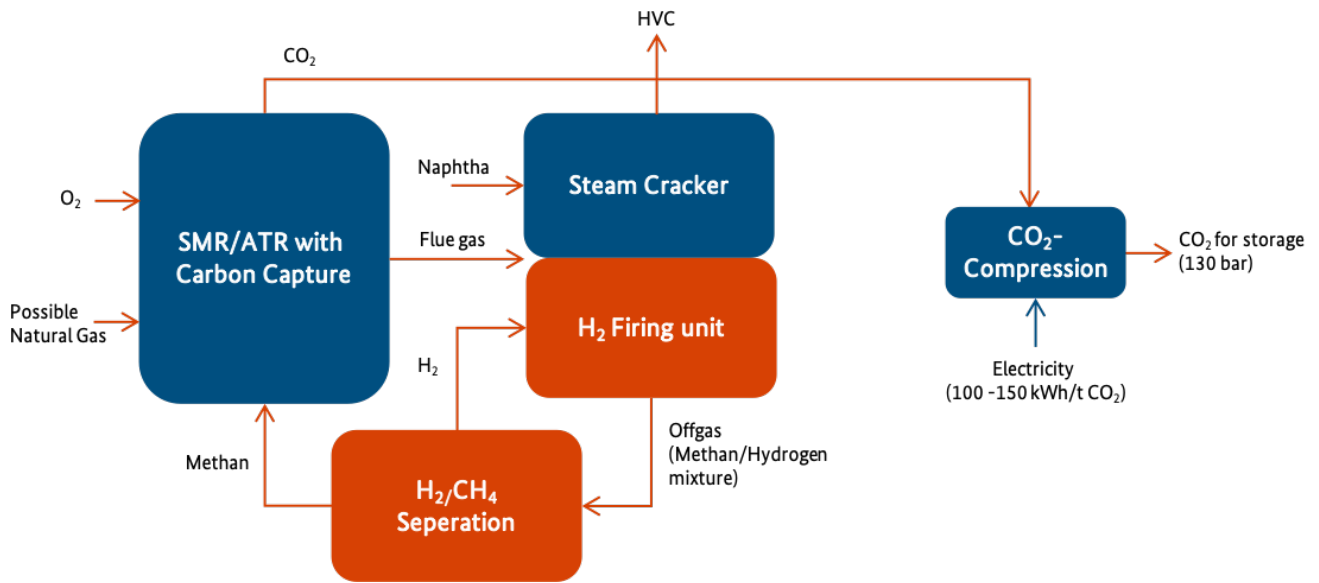 HVC
CO₂
O₂
Possible
Natural Gas
SMR/ATR with
Carbon Capture
Naphtha
Flue gas
Steam Cracker
H₂ Firing unit
H₂
Methan
H₂/CH₄
Seperation
Offgas
(Methan/Hydrogen
mixture)
CO₂-
Compression
CO₂ for storage
(130 bar)
Electricity
(100 -150 kWh/t CO₂)